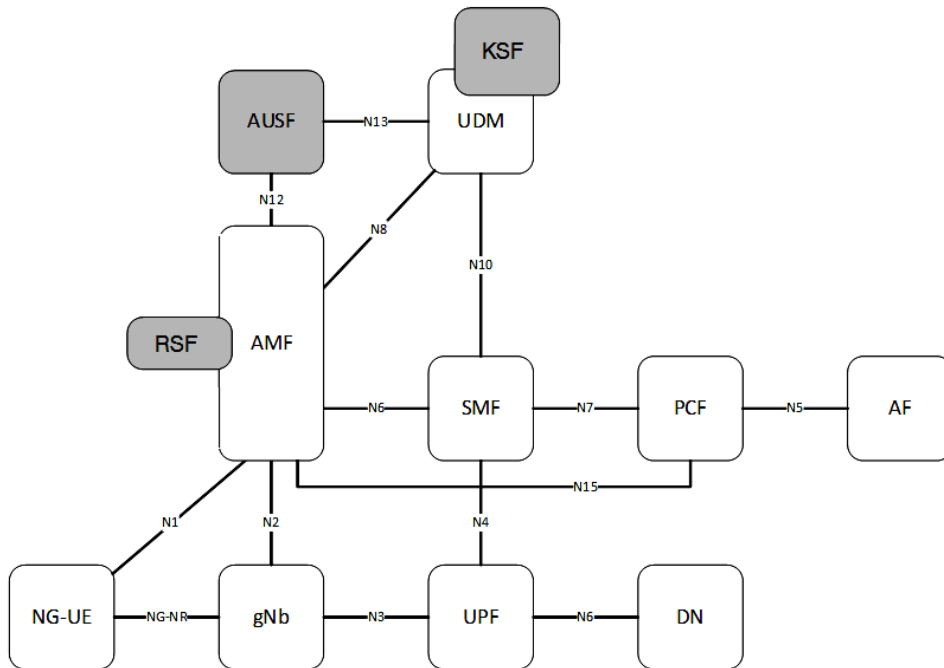 KSF
AUSF
N13
UDM
N12
N8
N10
RSF
AMF
N6
SMF
N7
PCF
N5
AF
N15
N1
N2
N4
NG-UE
NG-NR
gNb
N3
UPF
N6
DN